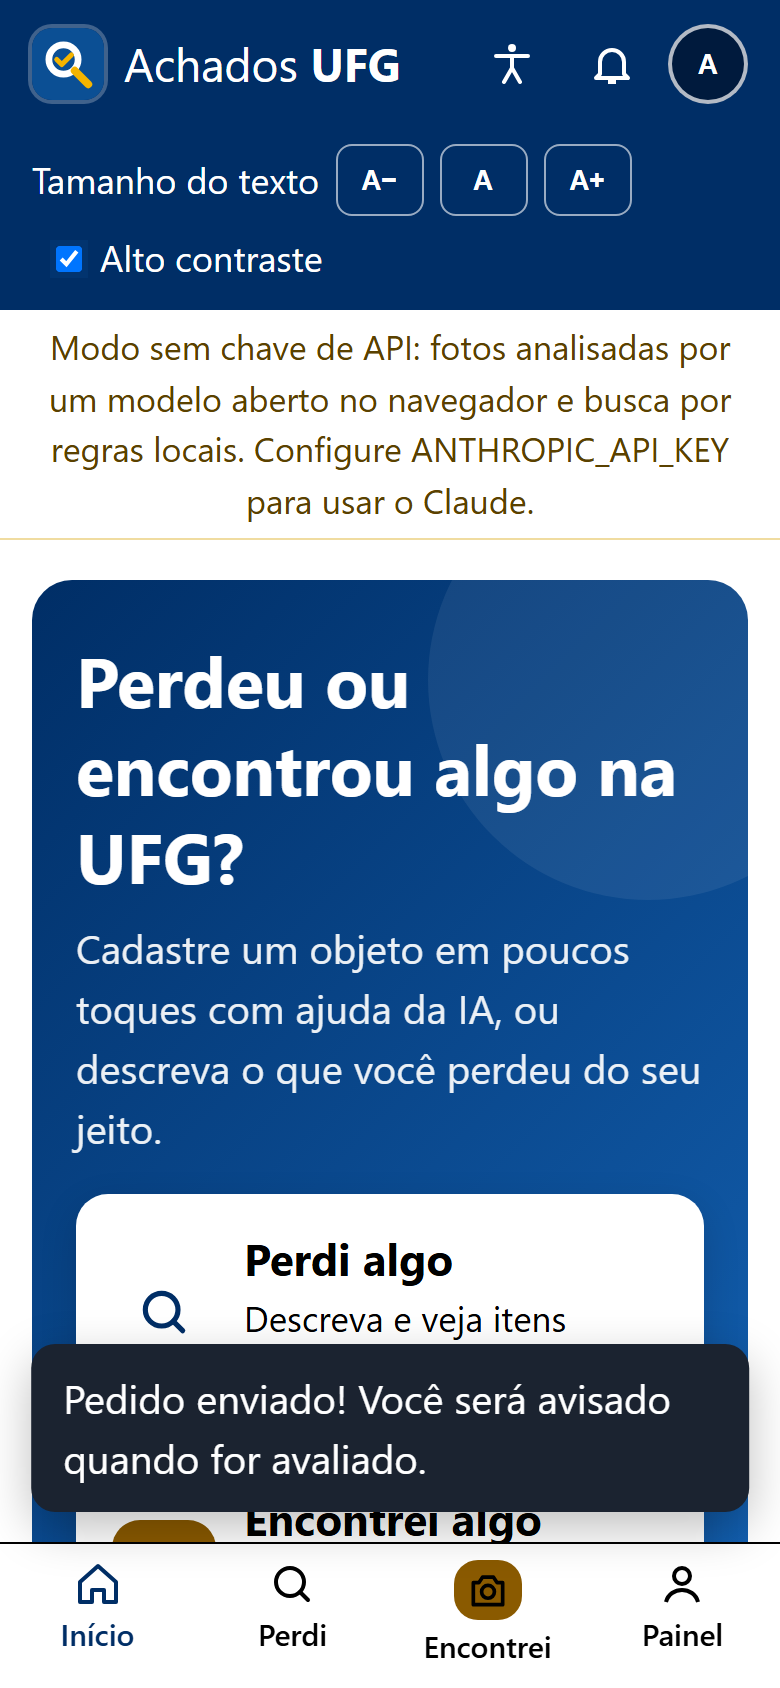 Achados UFG
A
Tamanho do texto
A−
A
A+
Alto contraste
Modo sem chave de API: fotos analisadas por
um modelo aberto no navegador e busca por
regras locais. Configure ANTHROPIC_API_KEY
para usar o Claude.
Perdeu ou
encontrou algo na
UFG?
Cadastre um objeto em poucos
toques com ajuda da IA, ou
descreva o que você perdeu do seu
jeito.
Perdi algo
Descreva e veja itens
Pedido enviado! Você será avisado
quando for avaliado.
Encontrei algo
Início
Perdi
Encontrei
Painel